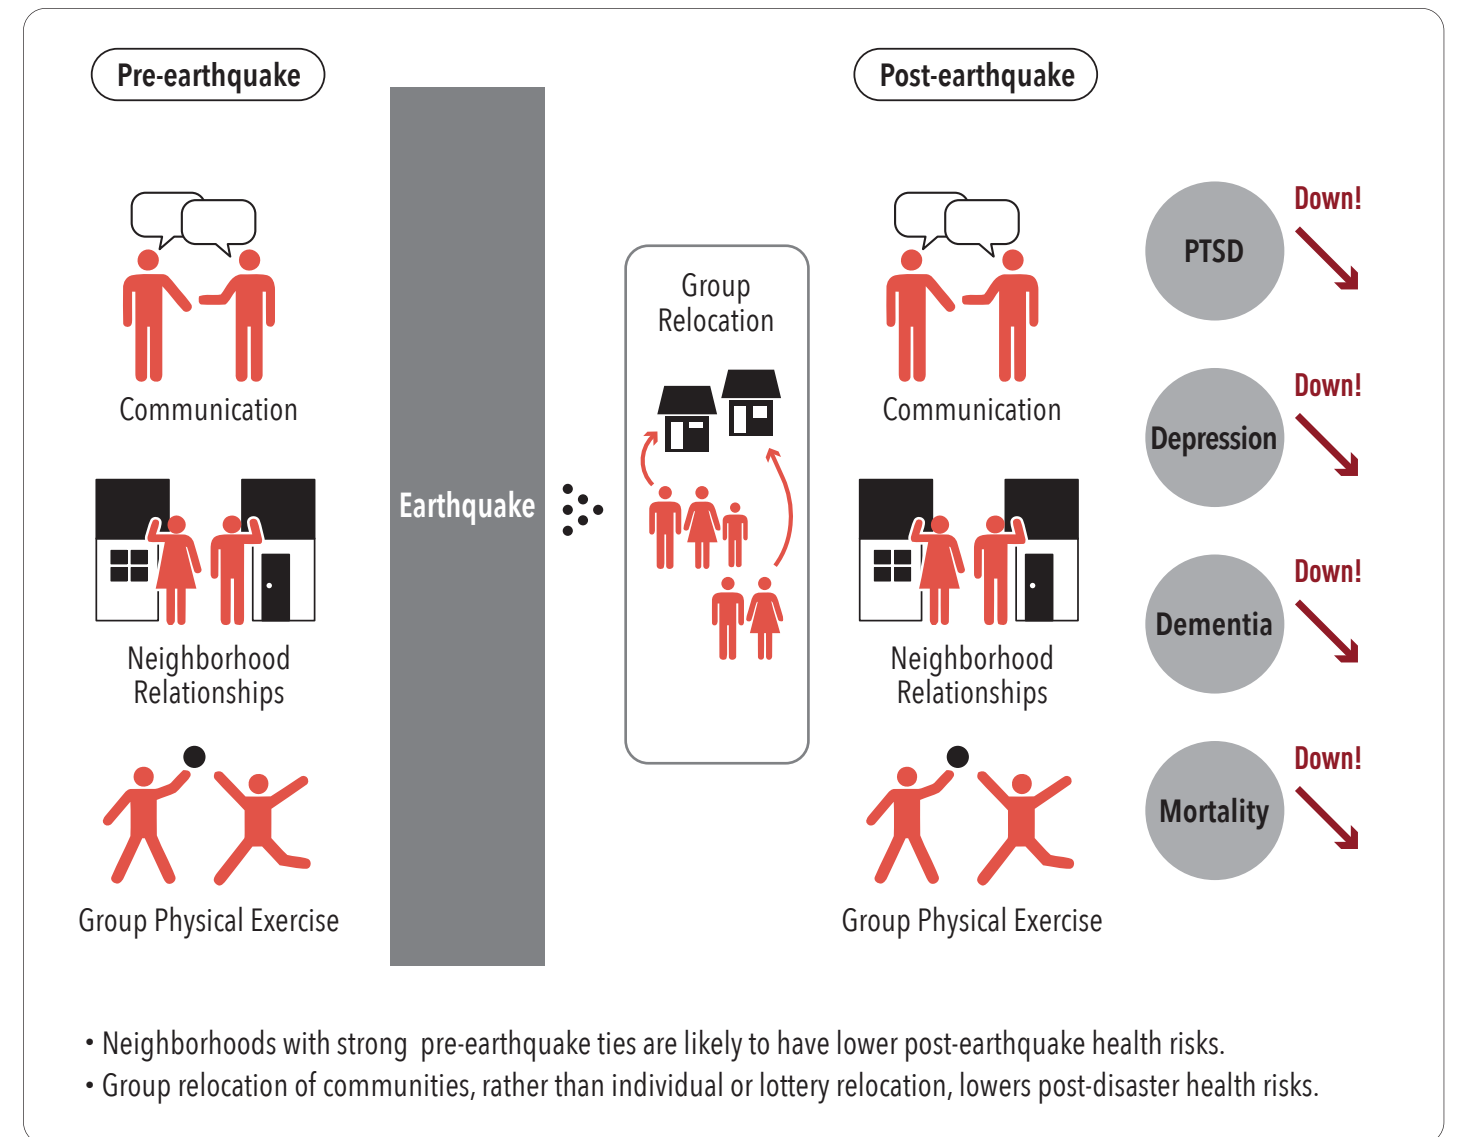 Pre-earthquake
Post-earthquake
Communication
Neighborhood
Relationships
Group Physical Exercise
Earthquake
Group
Relocation
Communication
Neighborhood
Relationships
Group Physical Exercise
PTSD
Down!
Depression
Down!
Dementia
Down!
Mortality
Down!
• Neighborhoods with strong pre-earthquake ties are likely to have lower post-earthquake health risks.
• Group relocation of communities, rather than individual or lottery relocation, lowers post-disaster health risks.